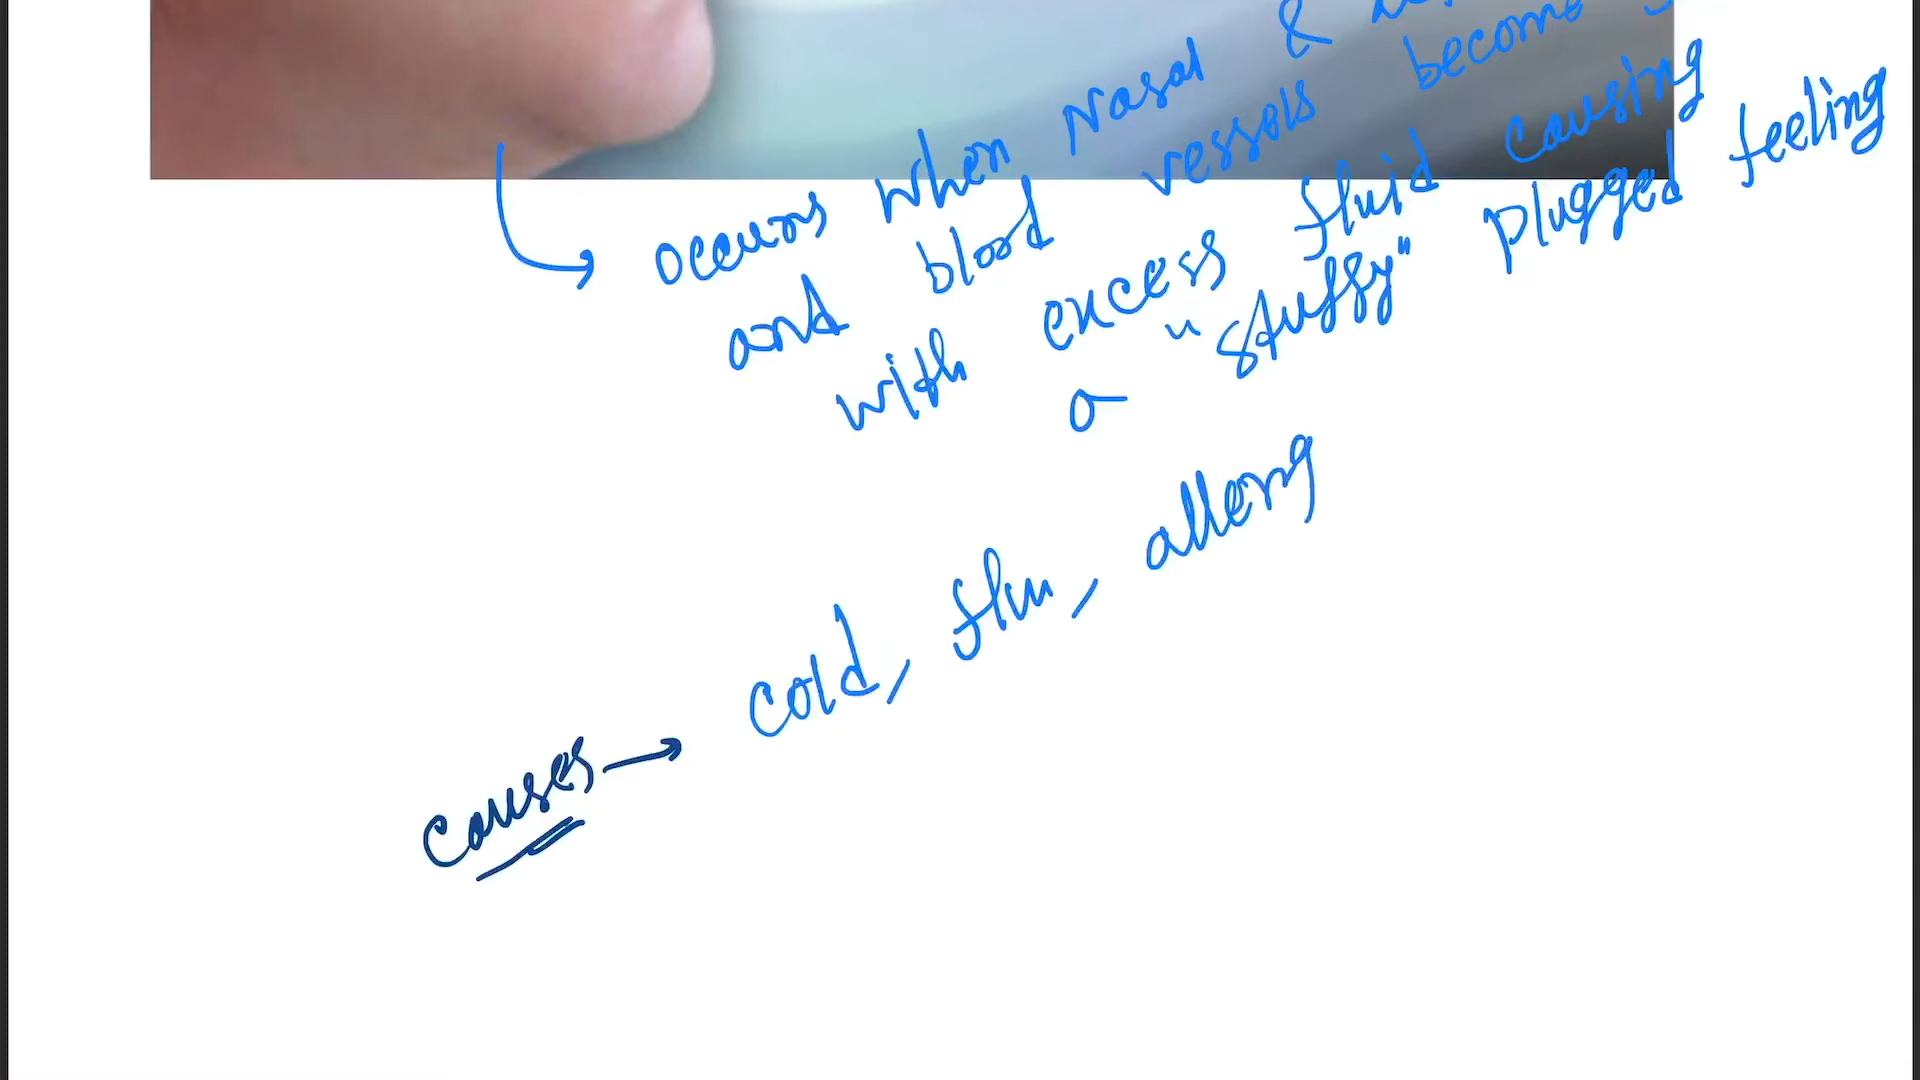 occurs when Nasal &
and blood vessels become
with excess fluid causing
a "stuffy" plugged feeling
causes → cold, flu, allerg